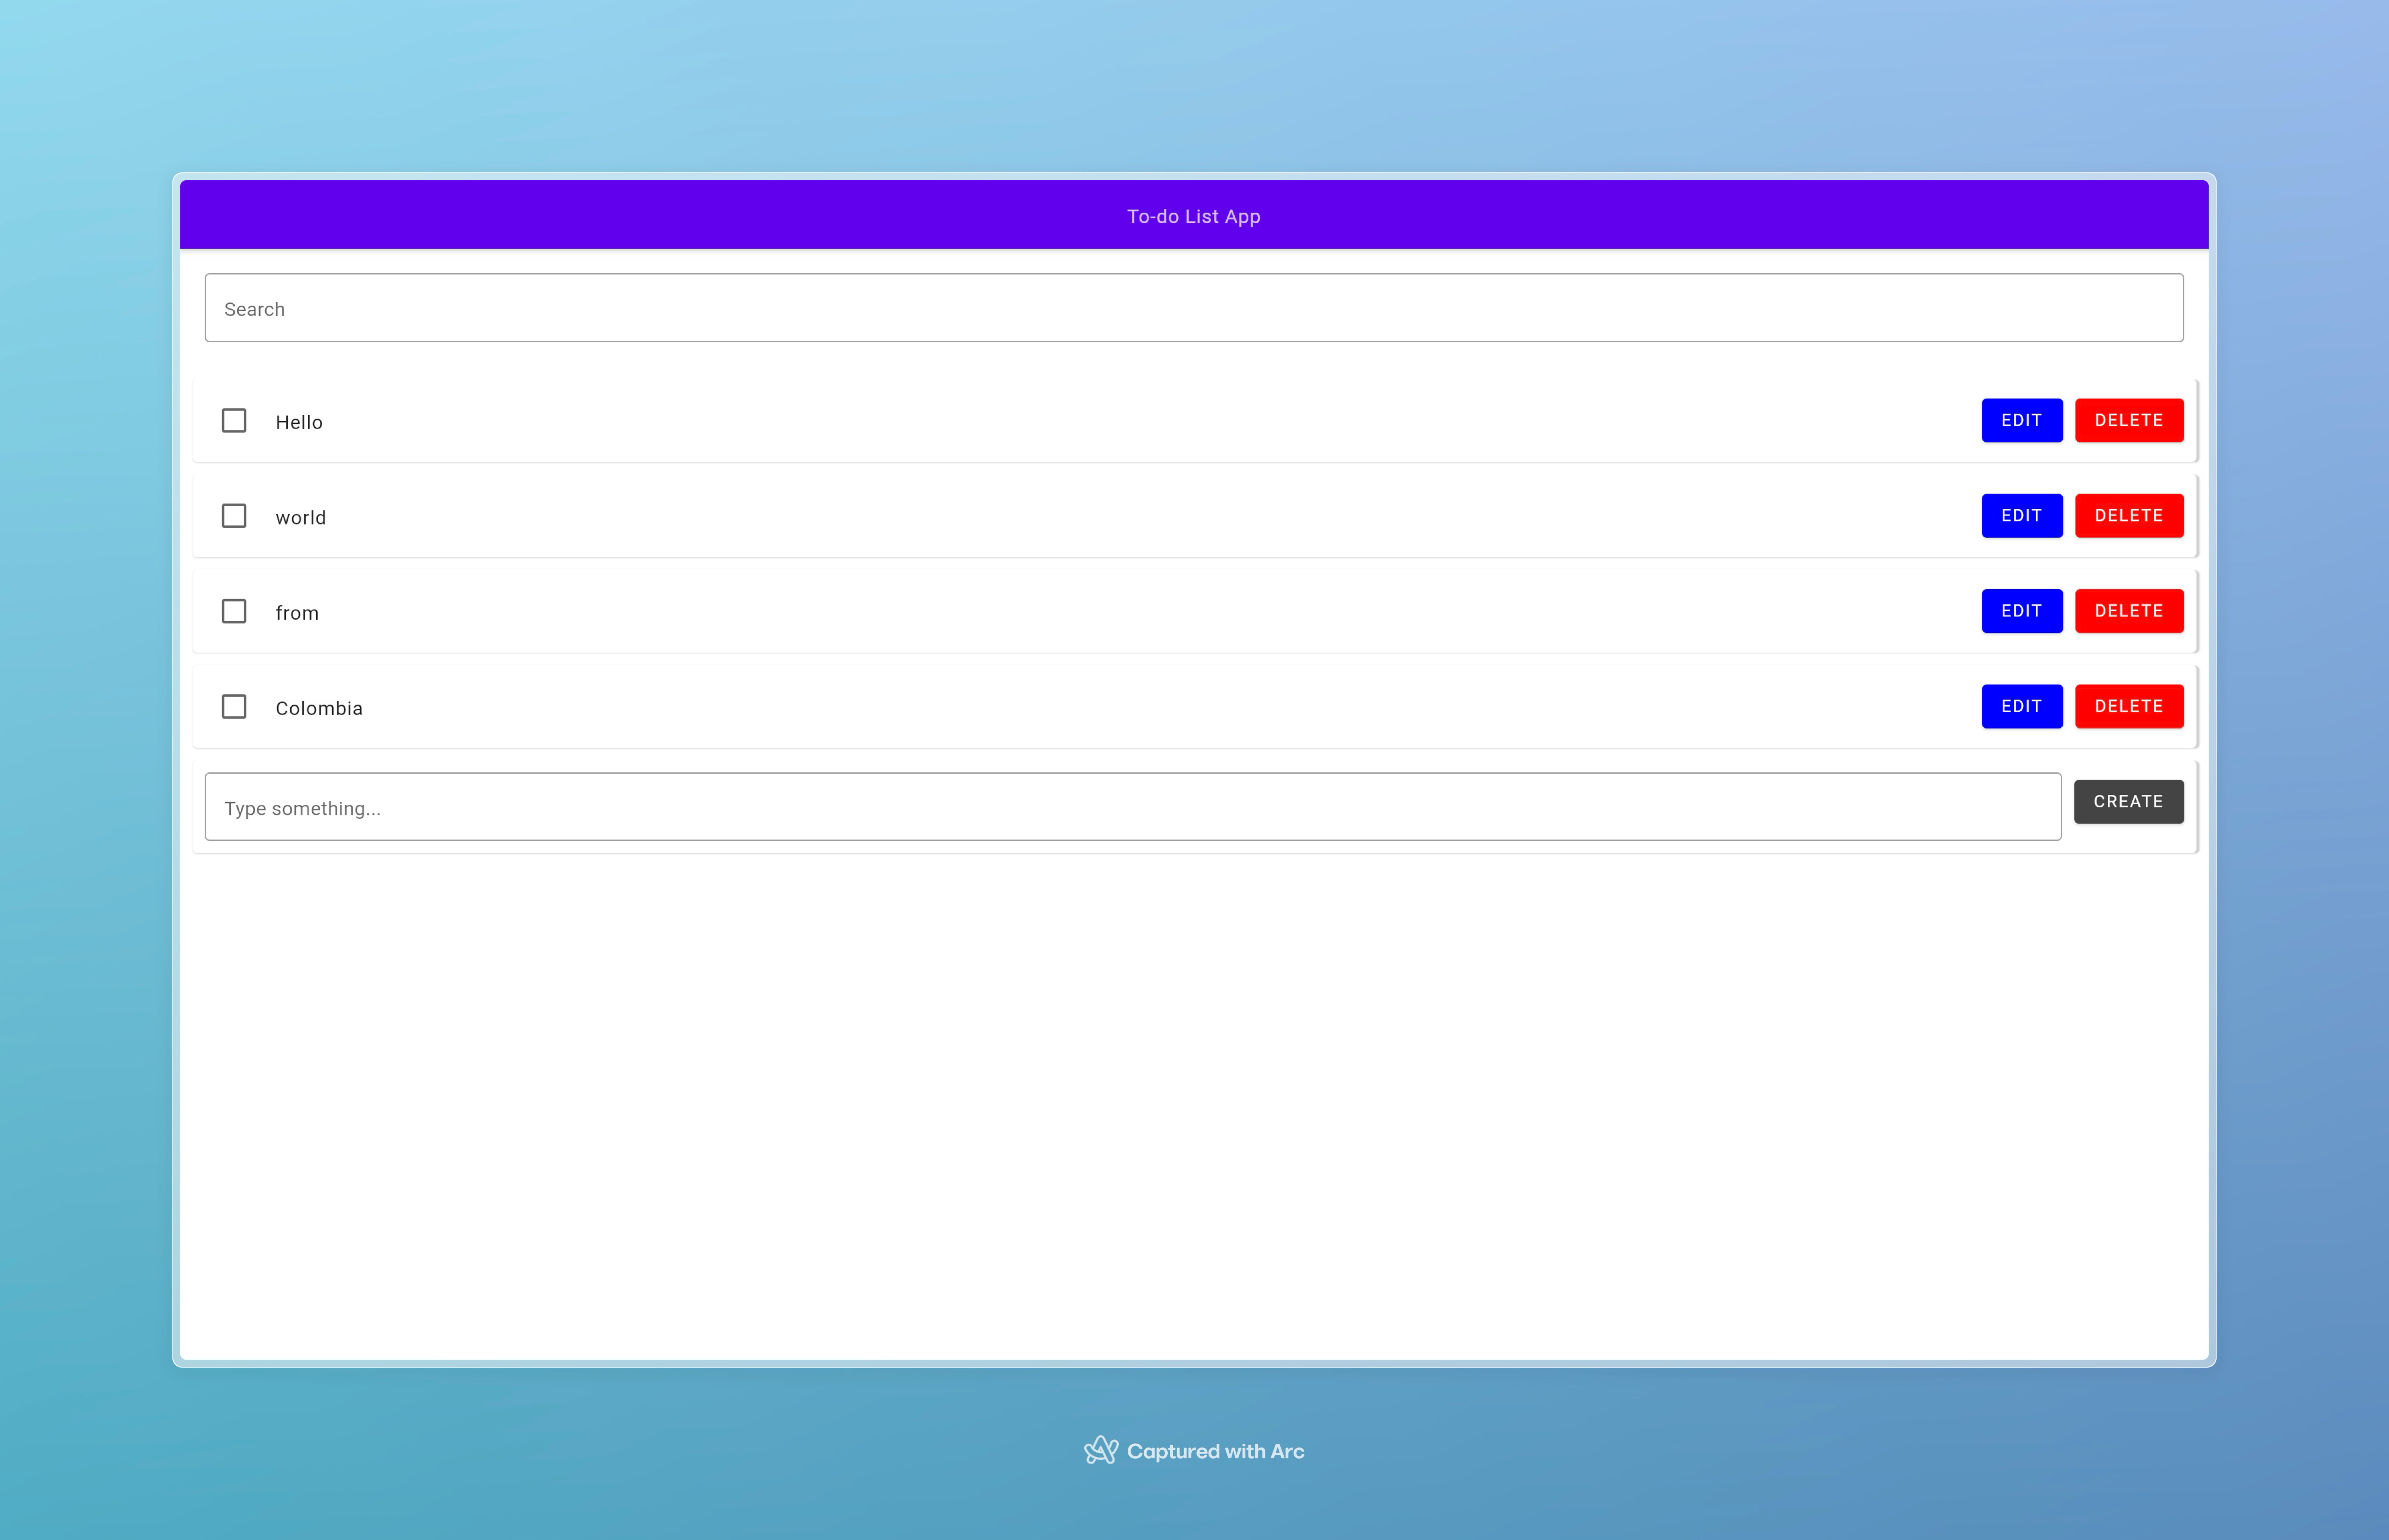 To-do List App
Search
Hello EDIT DELETE
world EDIT DELETE
from EDIT DELETE
Colombia EDIT DELETE
Type something... CREATE
Captured with Arc